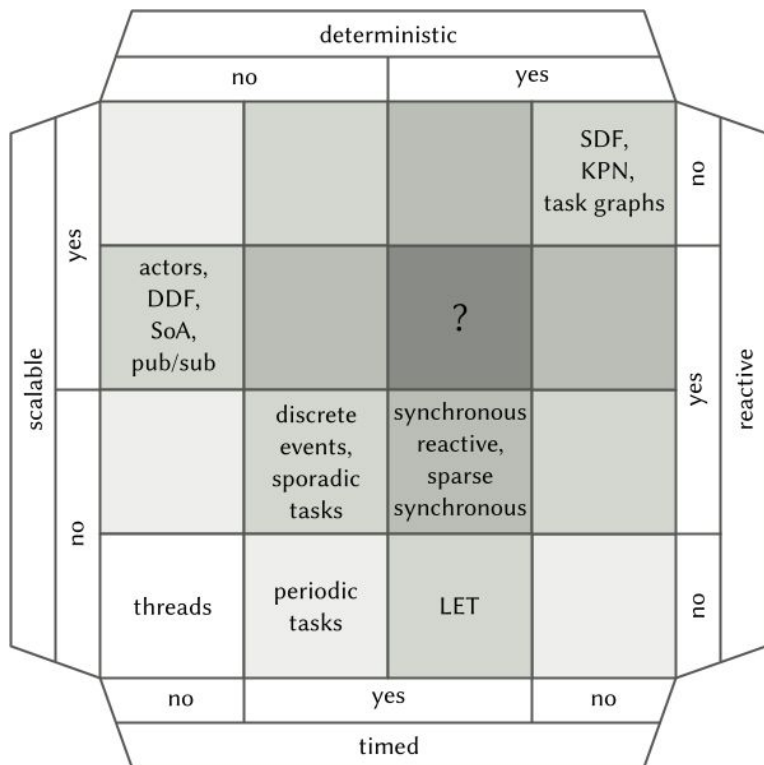 deterministic
no
yes
SDF,
KPN,
task graphs
no
yes
actors,
DDF,
SoA,
pub/sub
?
scalable
yes
reactive
discrete
events,
sporadic
tasks
synchronous
reactive,
sparse
synchronous
no
threads
periodic
tasks
LET
no
no
yes
no
timed